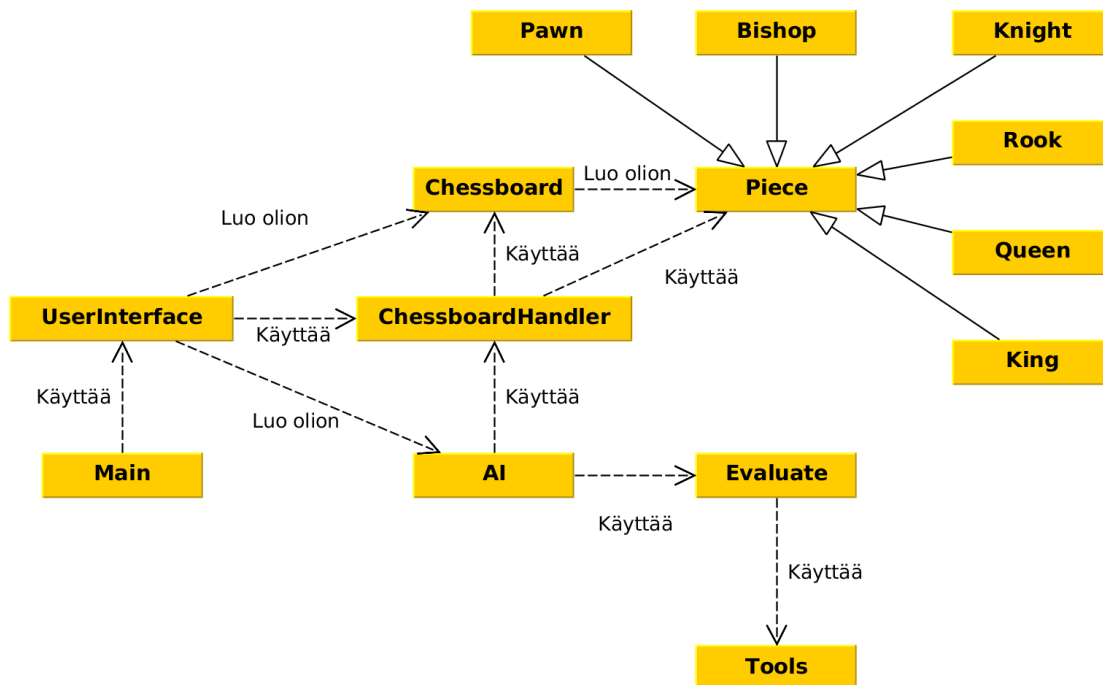 Pawn
Bishop
Knight
Rook
Chessboard
Luo olion
Piece
Luo olion
Käyttää
Käyttää
Queen
UserInterface
Käyttää
ChessboardHandler
King
Käyttää
Käyttää
Luo olion
Main
AI
Evaluate
Käyttää
Käyttää
Tools